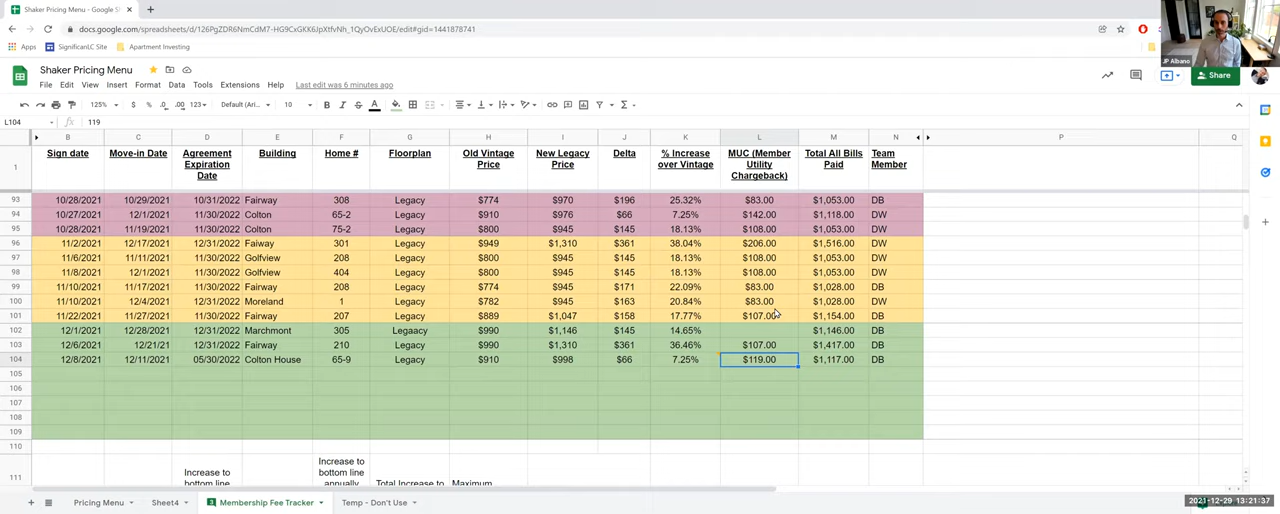 Shaker Pricing Menu - Google Sh
docs.google.com/spreadsheets/d/126PgZDR6NmCdM7-HG9CxGKK6JpXtfvNh_1QyOvExUOE/edit#gid=1441878741
Apps SignificanLC Site Apartment Investing
JP Albano
Shaker Pricing Menu
File Edit View Insert Format Data Tools Extensions Help Last edit was 6 minutes ago
Share
125% $ % .0 .00 123 Default (Ari... 10 B I S A
L104 fx 119
B C D E F G H I J K L M N P Q
1 Sign date Move-in Date Agreement Expiration Date Building Home # Floorplan Old Vintage Price New Legacy Price Delta % Increase over Vintage MUC (Member Utility Chargeback) Total All Bills Paid Team Member
93 10/28/2021 10/29/2021 10/31/2022 Fairway 308 Legacy $774 $970 $196 25.32% $83.00 $1,053.00 DB
94 10/27/2021 12/1/2021 11/30/2022 Colton 65-2 Legacy $910 $976 $66 7.25% $142.00 $1,118.00 DW
95 10/28/2021 11/19/2021 11/30/2022 Colton 75-2 Legacy $800 $945 $145 18.13% $108.00 $1,053.00 DW
96 11/2/2021 12/17/2021 12/31/2022 Faiway 301 Legacy $949 $1,310 $361 38.04% $206.00 $1,516.00 DW
97 11/6/2021 11/11/2021 11/30/2022 Golfview 208 Legacy $800 $945 $145 18.13% $108.00 $1,053.00 DW
98 11/8/2021 12/1/2021 11/30/2022 Golfview 404 Legacy $800 $945 $145 18.13% $108.00 $1,053.00 DW
99 11/10/2021 11/17/2021 11/30/2022 Fairway 208 Legacy $774 $945 $171 22.09% $83.00 $1,028.00 DB
100 11/10/2021 12/4/2021 12/31/2022 Moreland 1 Legacy $782 $945 $163 20.84% $83.00 $1,028.00 DW
101 11/22/2021 11/27/2021 11/30/2022 Fairway 207 Legacy $889 $1,047 $158 17.77% $107.00 $1,154.00 DB
102 12/1/2021 12/28/2021 12/31/2022 Marchmont 305 Legaacy $990 $1,146 $145 14.65% $1,146.00 DB
103 12/6/2021 12/21/21 12/31/2022 Fairway 210 Legacy $990 $1,310 $361 36.46% $107.00 $1,417.00 DB
104 12/8/2021 12/11/2021 05/30/2022 Colton House 65-9 Legacy $910 $998 $66 7.25% $119.00 $1,117.00 DB
105
106
107
108
109
110
111 Increase to bottom line Increase to bottom line annually Total Increase to Maximum
Pricing Menu Sheet4 3 Membership Fee Tracker Temp - Don't Use
2021-12-29 13:21:37